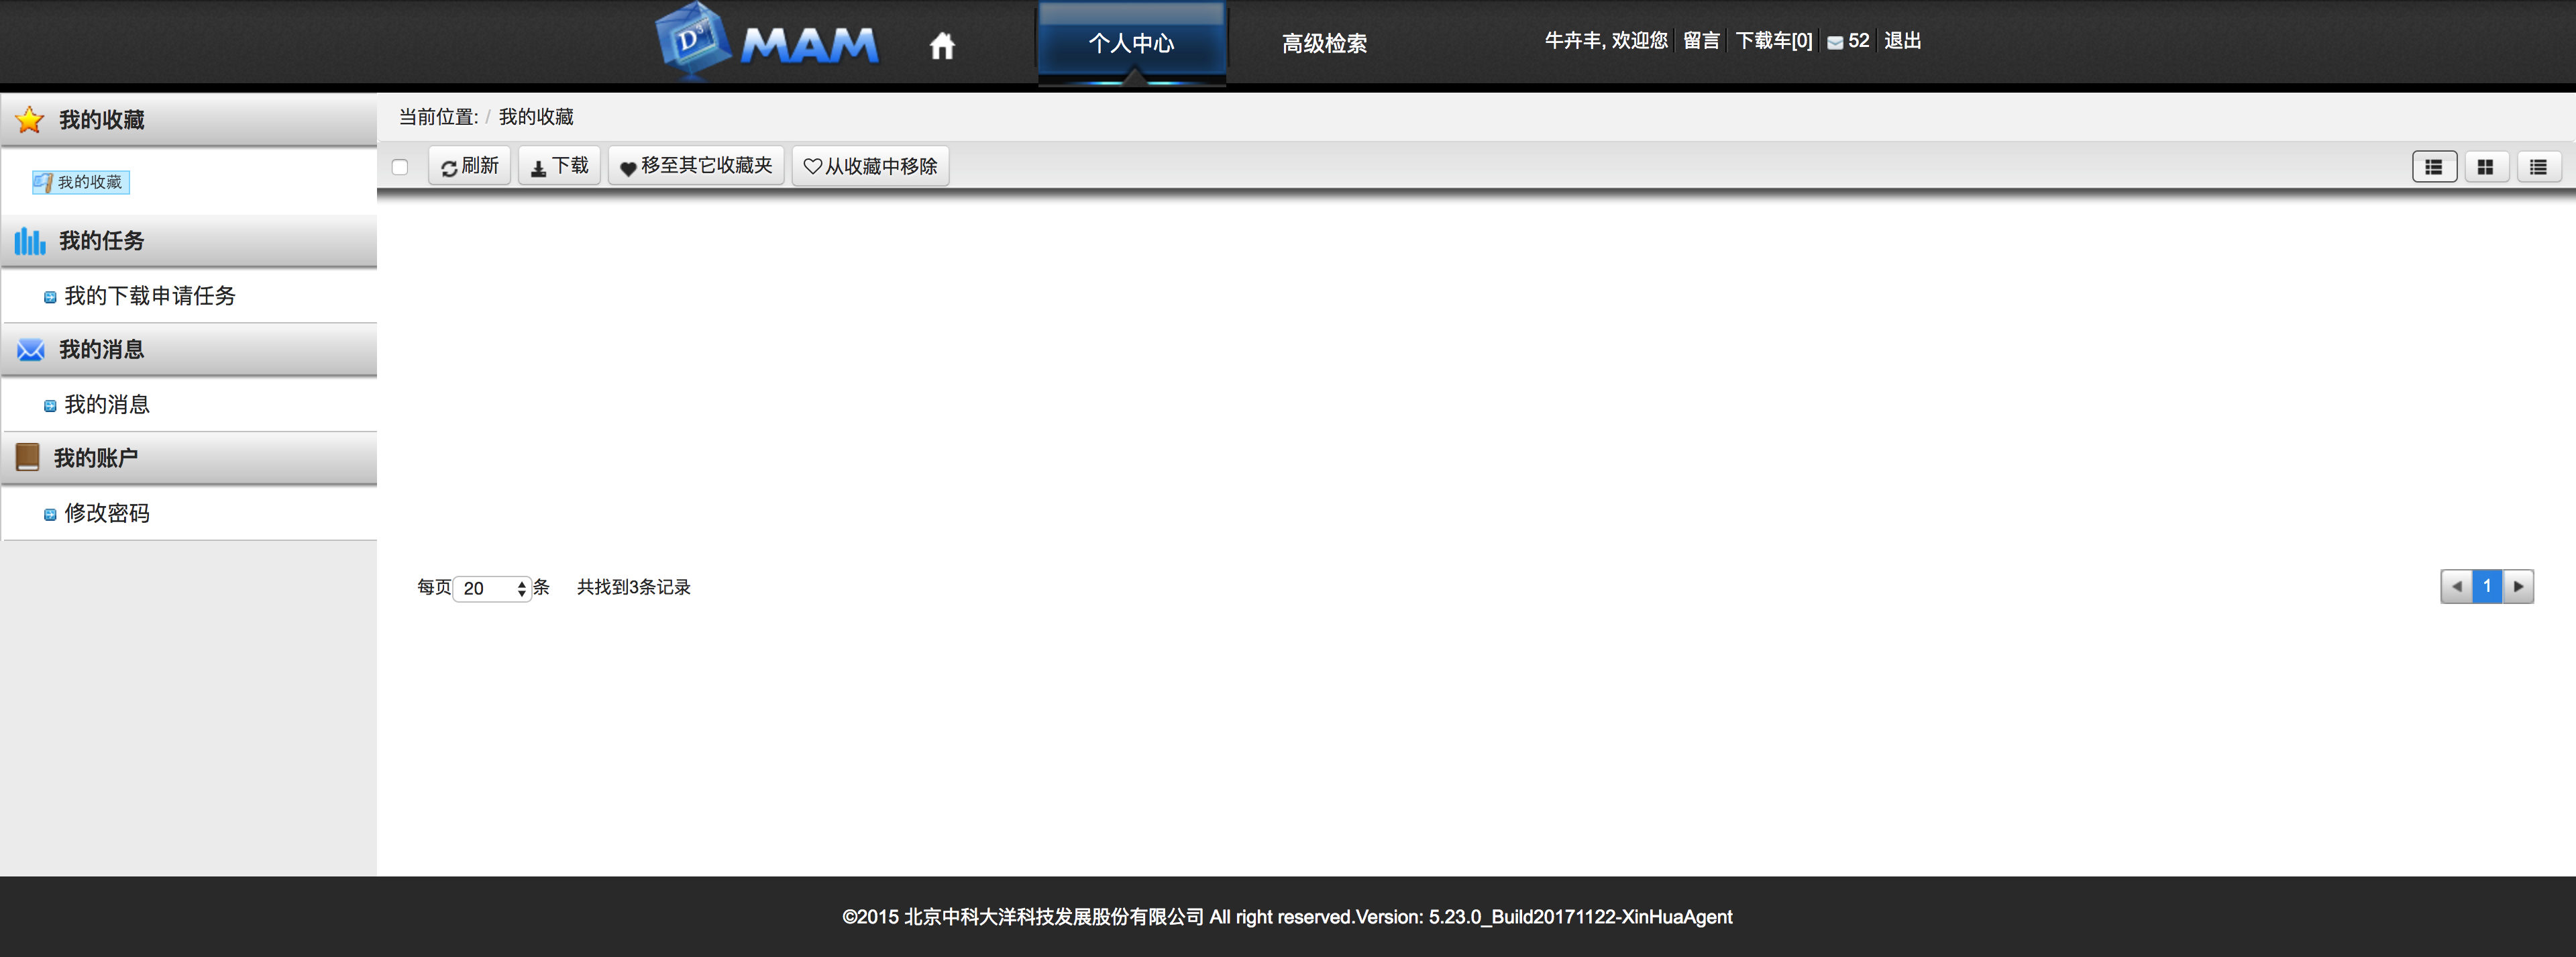 D³ MAM 个人中心 高级检索 牛卉丰, 欢迎您 留言 下载车[0] 52 退出
我的收藏
我的收藏
我的任务
我的下载申请任务
我的消息
我的消息
我的账户
修改密码
当前位置: / 我的收藏
刷新 下载 移至其它收藏夹 从收藏中移除
每页 20 条 共找到3条记录 1
©2015 北京中科大洋科技发展股份有限公司 All right reserved.Version: 5.23.0_Build20171122-XinHuaAgent